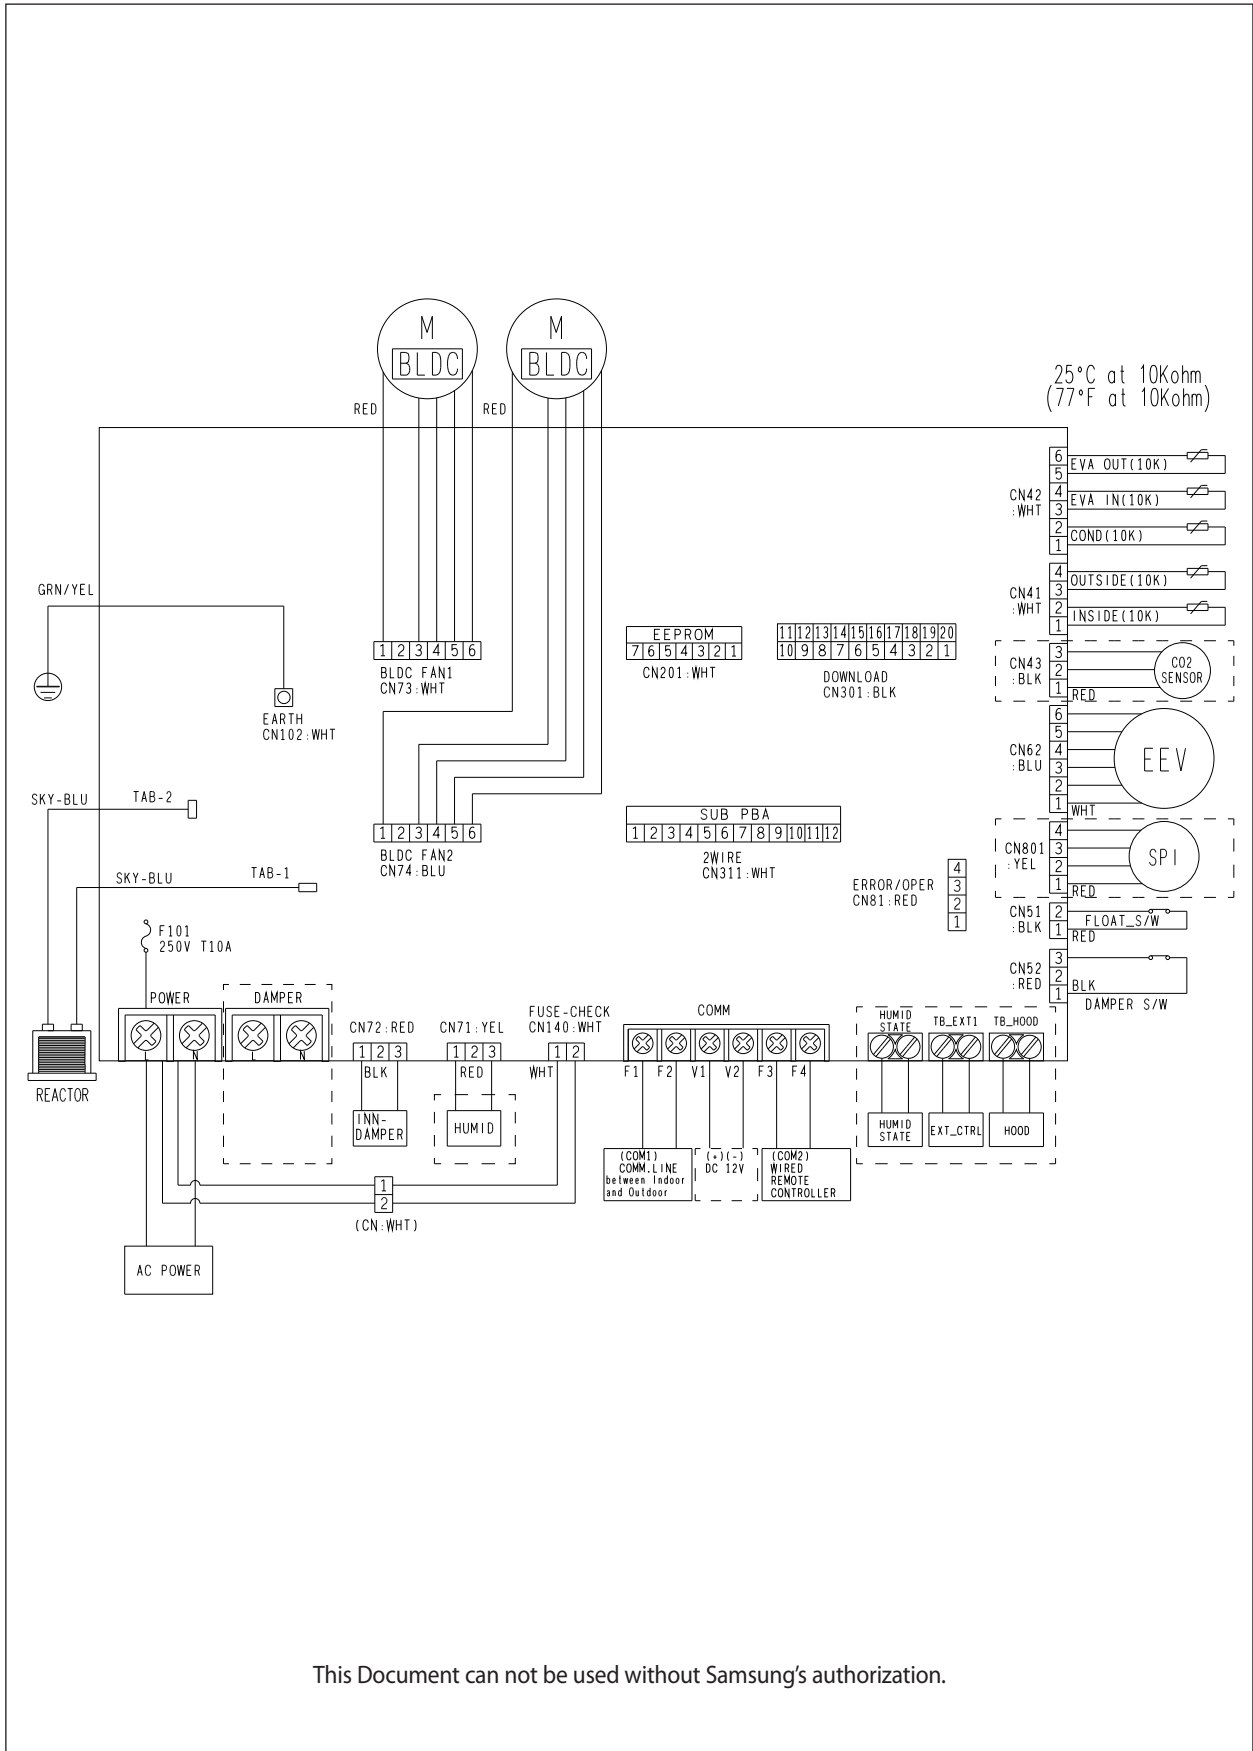 M
BLDC
M
BLDC
25°C at 10Kohm
(77°F at 10Kohm)
RED
RED
6
5
4
3
2
1
EVA OUT(10K)
EVA IN(10K)
COND(10K)
CN42
:WHT
4
3
2
1
OUTSIDE(10K)
INSIDE(10K)
CN41
:WHT
GRN/YEL
EARTH
CN102:WHT
1 2 3 4 5 6
BLDC FAN1
CN73:WHT
EEPROM
7 6 5 4 3 2 1
CN201:WHT
11 12 13 14 15 16 17 18 19 20
10 9 8 7 6 5 4 3 2 1
DOWNLOAD
CN301:BLK
CN43
:BLK
3
2
1
RED
CO2
SENSOR
CN62
:BLU
6
5
4
3
2
1
WHT
EEV
SKY-BLU
TAB-2
SKY-BLU
TAB-1
1 2 3 4 5 6
BLDC FAN2
CN74:BLU
SUB PBA
1 2 3 4 5 6 7 8 9 10 11 12
2WIRE
CN311:WHT
ERROR/OPER
CN81:RED
4
3
2
1
CN801
:YEL
4
3
2
1
RED
SPI
CN51
:BLK
2
1
FLOAT_S/W
RED
CN52
:RED
3
2
1
BLK
DAMPER S/W
F101
250V T10A
POWER
L
N
DAMPER
L
N
REACTOR
CN72:RED
1 2 3
BLK
INN-
DAMPER
CN71:YEL
1 2 3
RED
HUMID
FUSE-CHECK
CN140:WHT
1 2
WHT
COMM
F1 F2 V1 V2 F3 F4
(COM1)
COMM.LINE
between Indoor
and Outdoor
(+)(-)
DC 12V
(COM2)
WIRED
REMOTE
CONTROLLER
HUMID
STATE
TB_EXT1
TB_HOOD
HUMID
STATE
EXT_CTRL
HOOD
1
2
(CN:WHT)
AC POWER
This Document can not be used without Samsung's authorization.